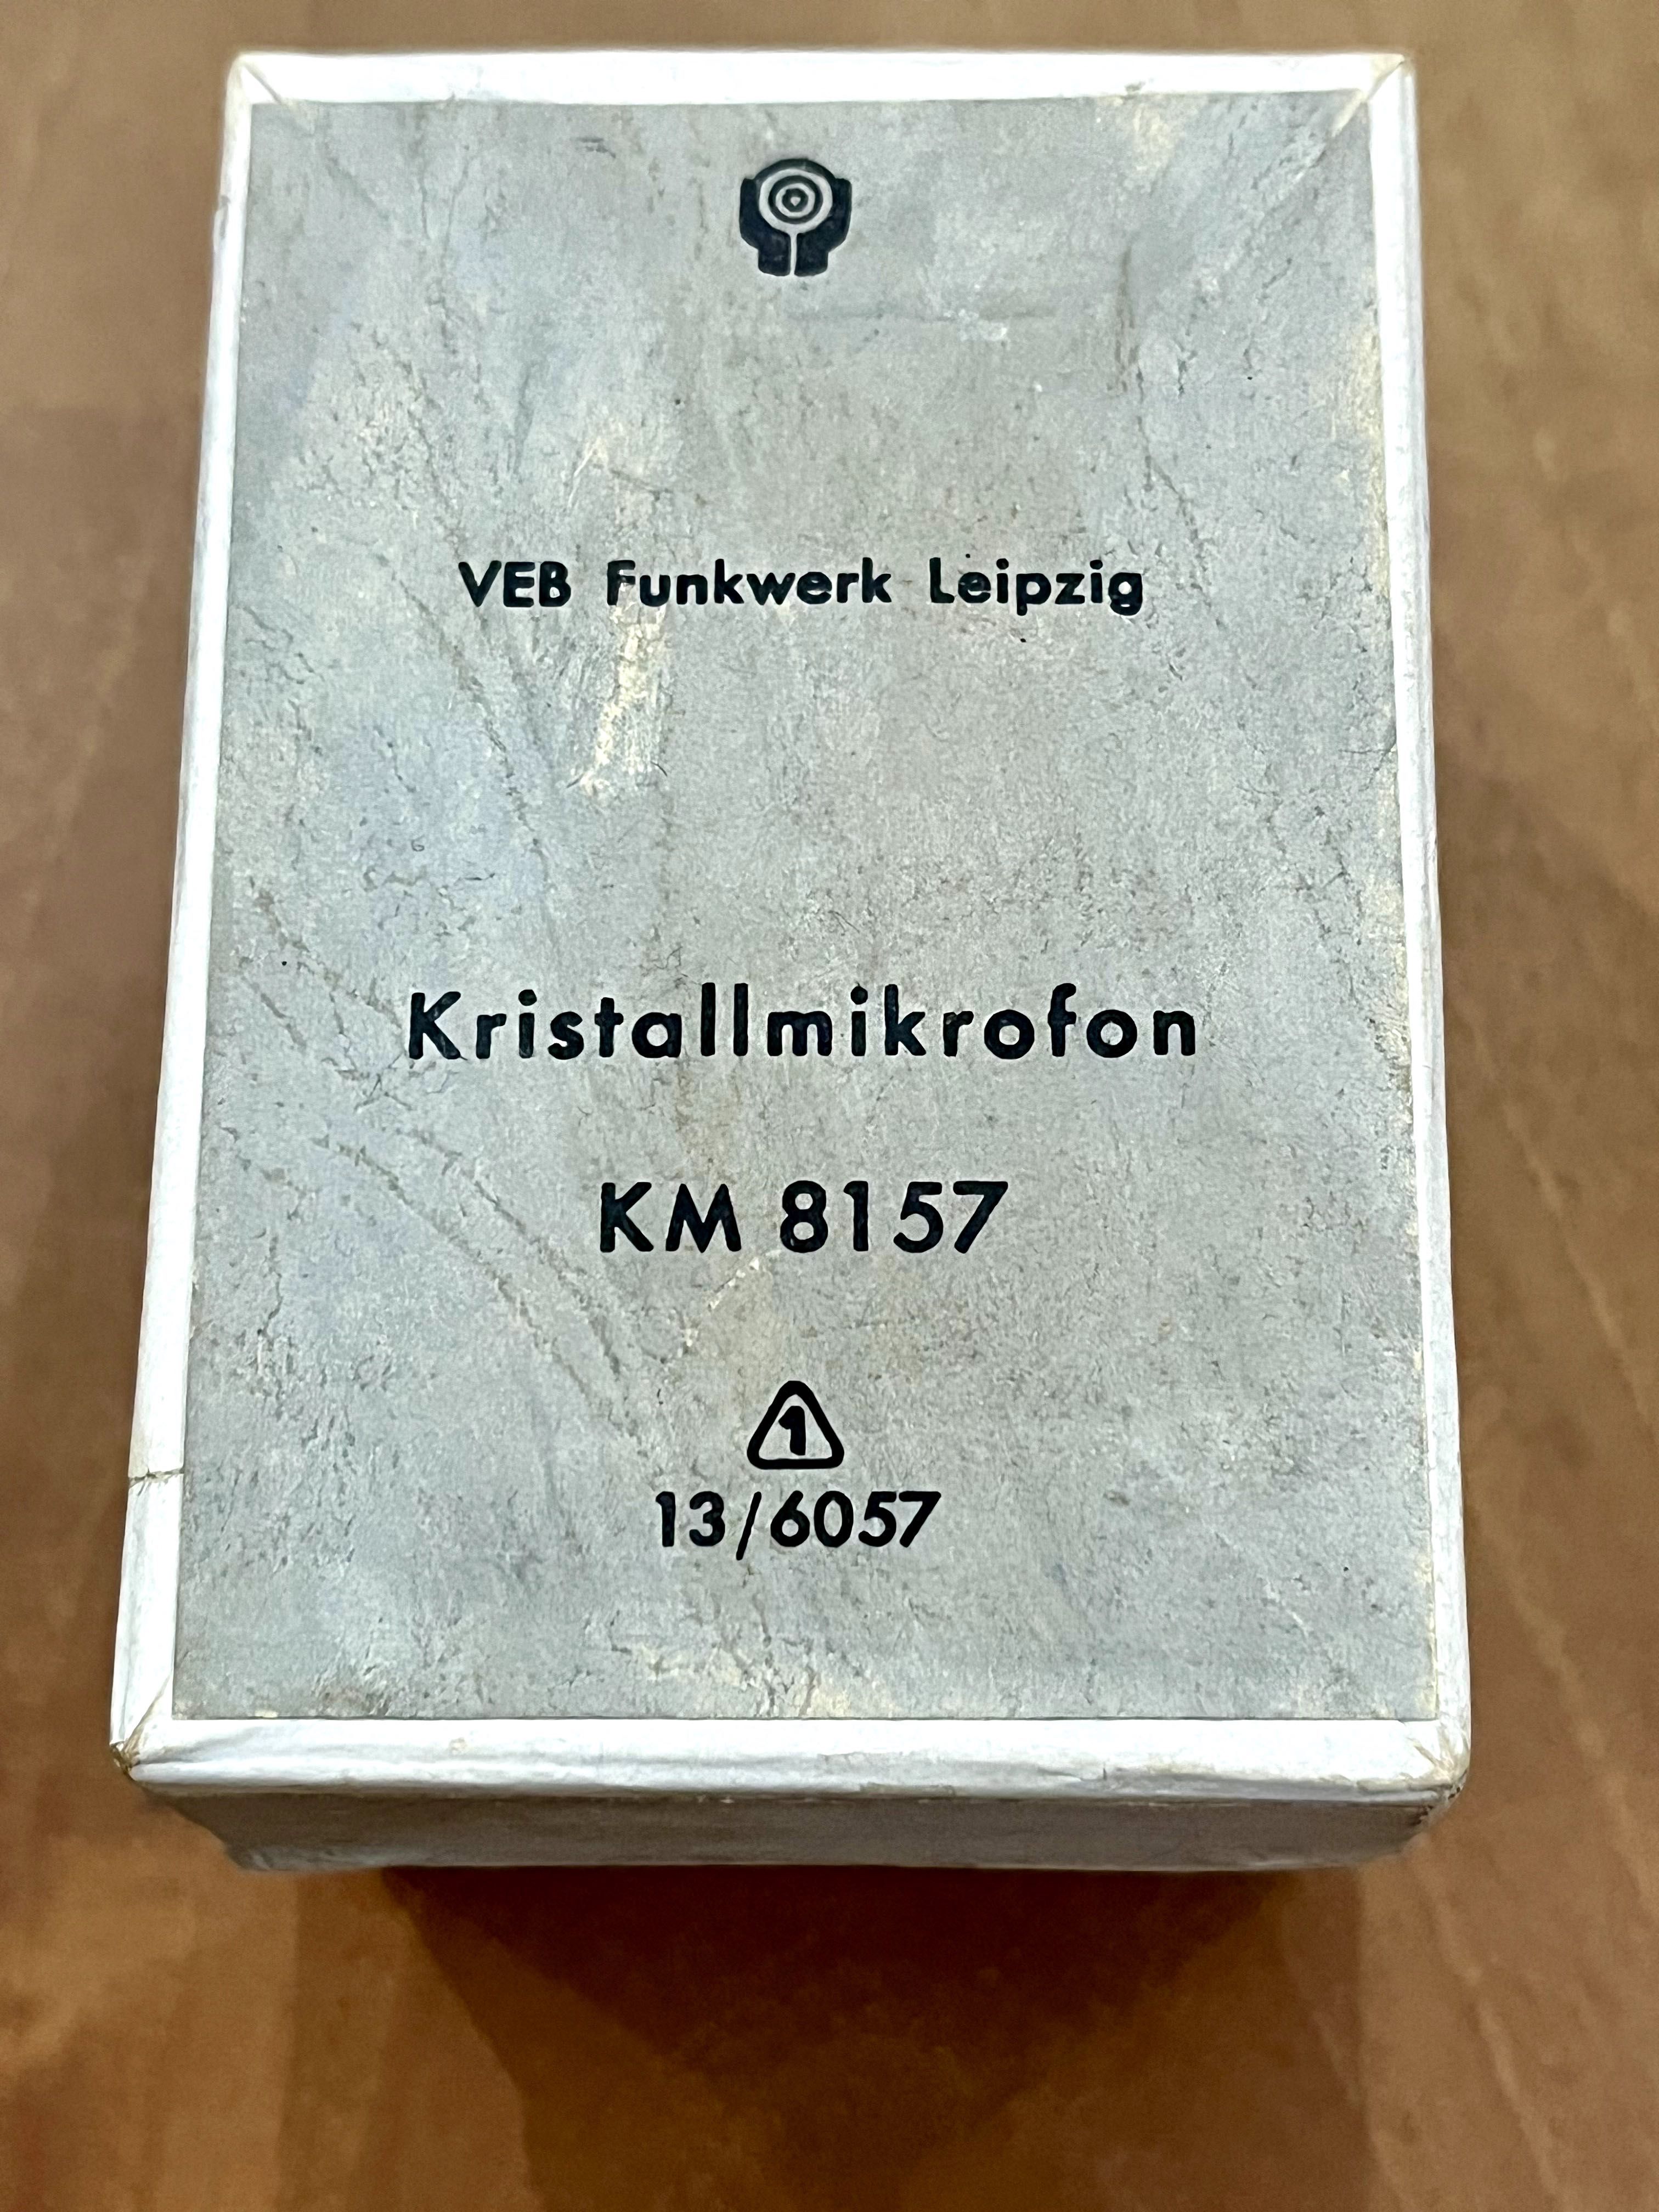 VEB Funkwerk Leipzig
Kristallmikrofon
KM 8157
1
13/6057